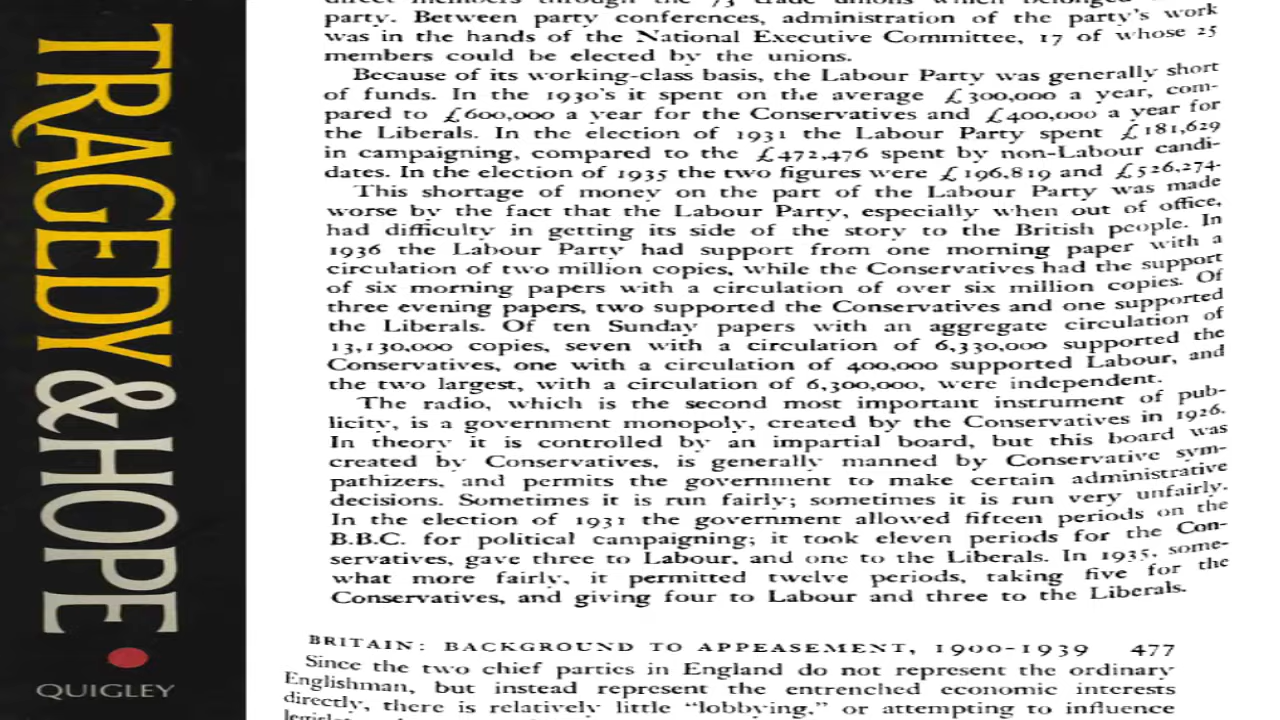 TRAGEDY & HOPE
QUIGLEY
direct members through the 73 trade unions which belonged
party. Between party conferences, administration of the party's work
was in the hands of the National Executive Committee, 17 of whose 25
members could be elected by the unions.
Because of its working-class basis, the Labour Party was generally short
of funds. In the 1930's it spent on the average £300,000 a year, com-
pared to £600,000 a year for the Conservatives and £400,000 a year for
the Liberals. In the election of 1931 the Labour Party spent £181,629
in campaigning, compared to the £472,476 spent by non-Labour candi-
dates. In the election of 1935 the two figures were £196,819 and £526,274.
This shortage of money on the part of the Labour Party was made
worse by the fact that the Labour Party, especially when out of office,
had difficulty in getting its side of the story to the British people. In
1936 the Labour Party had support from one morning paper with a
circulation of two million copies, while the Conservatives had the support
of six morning papers with a circulation of over six million copies. Of
three evening papers, two supported the Conservatives and one supported
the Liberals. Of ten Sunday papers with an aggregate circulation of
13,130,000 copies, seven with a circulation of 6,330,000 supported the
Conservatives, one with a circulation of 400,000 supported Labour, and
the two largest, with a circulation of 6,300,000, were independent.
The radio, which is the second most important instrument of pub-
licity, is a government monopoly, created by the Conservatives in 1926.
In theory it is controlled by an impartial board, but this board was
created by Conservatives, is generally manned by Conservative sym-
pathizers, and permits the government to make certain administrative
decisions. Sometimes it is run fairly; sometimes it is run very unfairly.
In the election of 1931 the government allowed fifteen periods on the
B.B.C. for political campaigning; it took eleven periods for the Con-
servatives, gave three to Labour, and one to the Liberals. In 1935, some-
what more fairly, it permitted twelve periods, taking five for the
Conservatives, and giving four to Labour and three to the Liberals.
BRITAIN: BACKGROUND TO APPEASEMENT, 1900-1939 477
Since the two chief parties in England do not represent the ordinary
Englishman, but instead represent the entrenched economic interests
directly, there is relatively little "lobbying," or attempting to influence